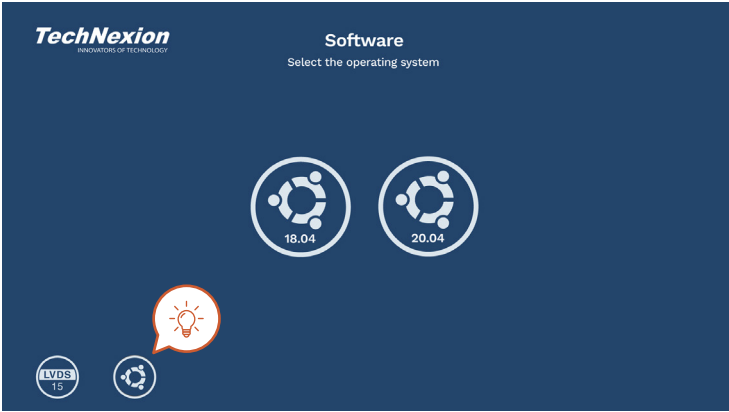 TechNexion
INNOVATORS OF TECHNOLOGY
Software
Select the operating system
18.04
20.04
LVDS
15